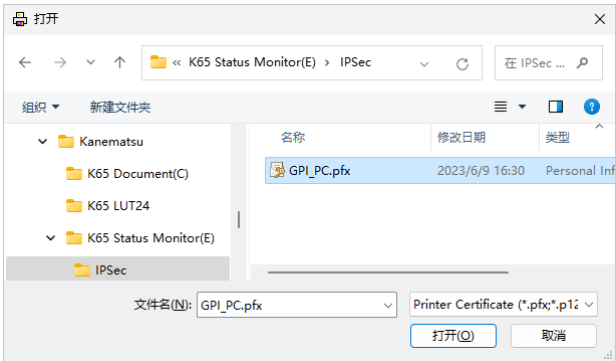 打开
« K65 Status Monitor(E) › IPSec
在 IPSec ...
组织 新建文件夹
Kanematsu
K65 Document(C)
K65 LUT24
K65 Status Monitor(E)
IPSec
名称 修改日期 类型
GPI_PC.pfx 2023/6/9 16:30 Personal Inf
文件名(N): GPI_PC.pfx Printer Certificate (*.pfx;*.p12
打开(O) 取消